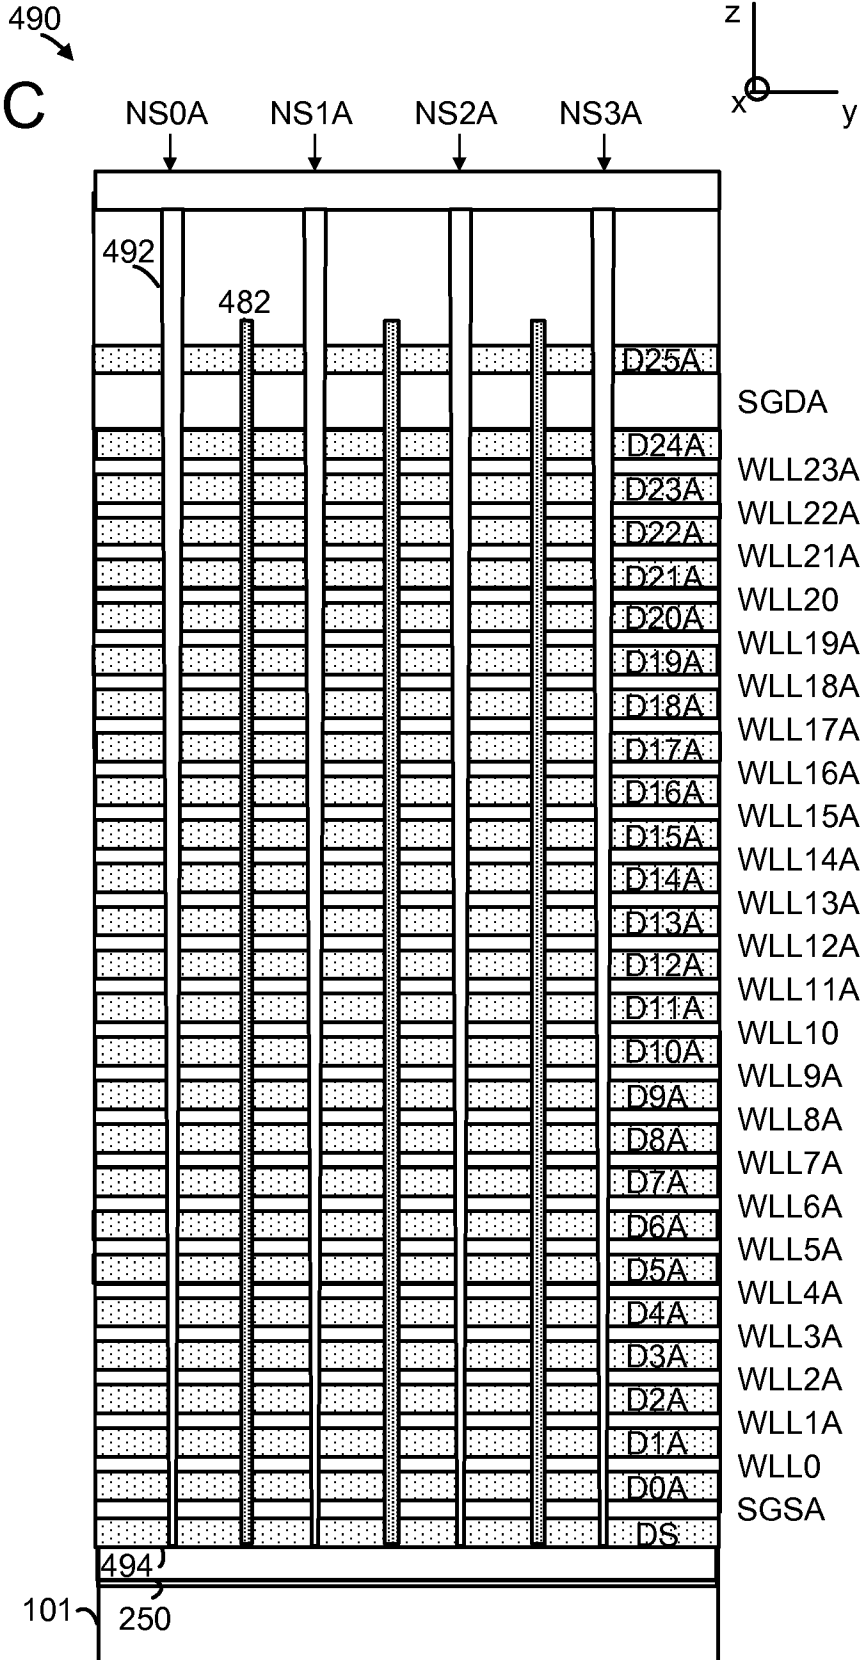 490
z
x
y
C
NS0A NS1A NS2A NS3A
492
482
D25A
SGDA
D24A
WLL23A
D23A
WLL22A
D22A
WLL21A
D21A
WLL20
D20A
WLL19A
D19A
WLL18A
D18A
WLL17A
D17A
WLL16A
D16A
WLL15A
D15A
WLL14A
D14A
WLL13A
D13A
WLL12A
D12A
WLL11A
D11A
WLL10
D10A
WLL9A
D9A
WLL8A
D8A
WLL7A
D7A
WLL6A
D6A
WLL5A
D5A
WLL4A
D4A
WLL3A
D3A
WLL2A
D2A
WLL1A
D1A
WLL0
D0A
SGSA
DS
494
101
250